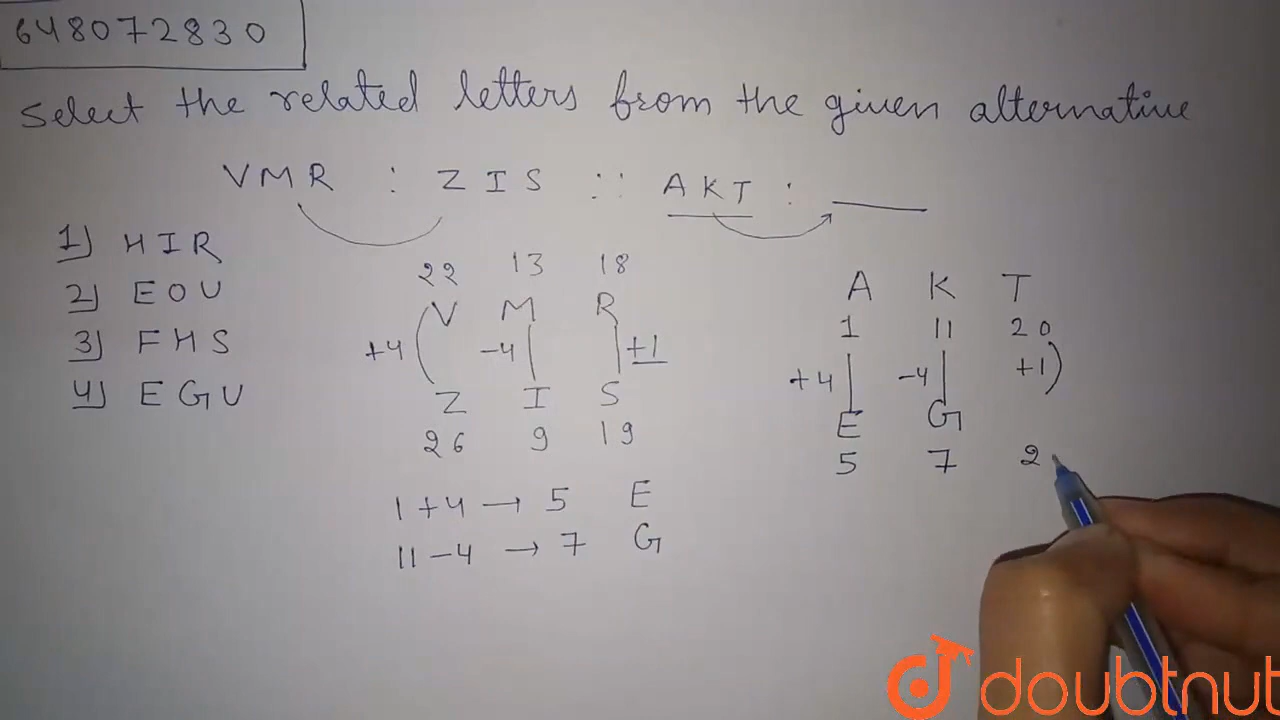 648072830
Select the related letters from the given alternative
VMR : ZIS :: AKT : ____
1) HIR
2) EOU
3) FHS
4) EGU
22 13 18
V M R
+4 -4 +1
Z I S
26 9 19
1 + 4 → 5 E
11 - 4 → 7 G
A K T
1 11 20
+4 -4 +1)
E G
5 7 2
doubtnut